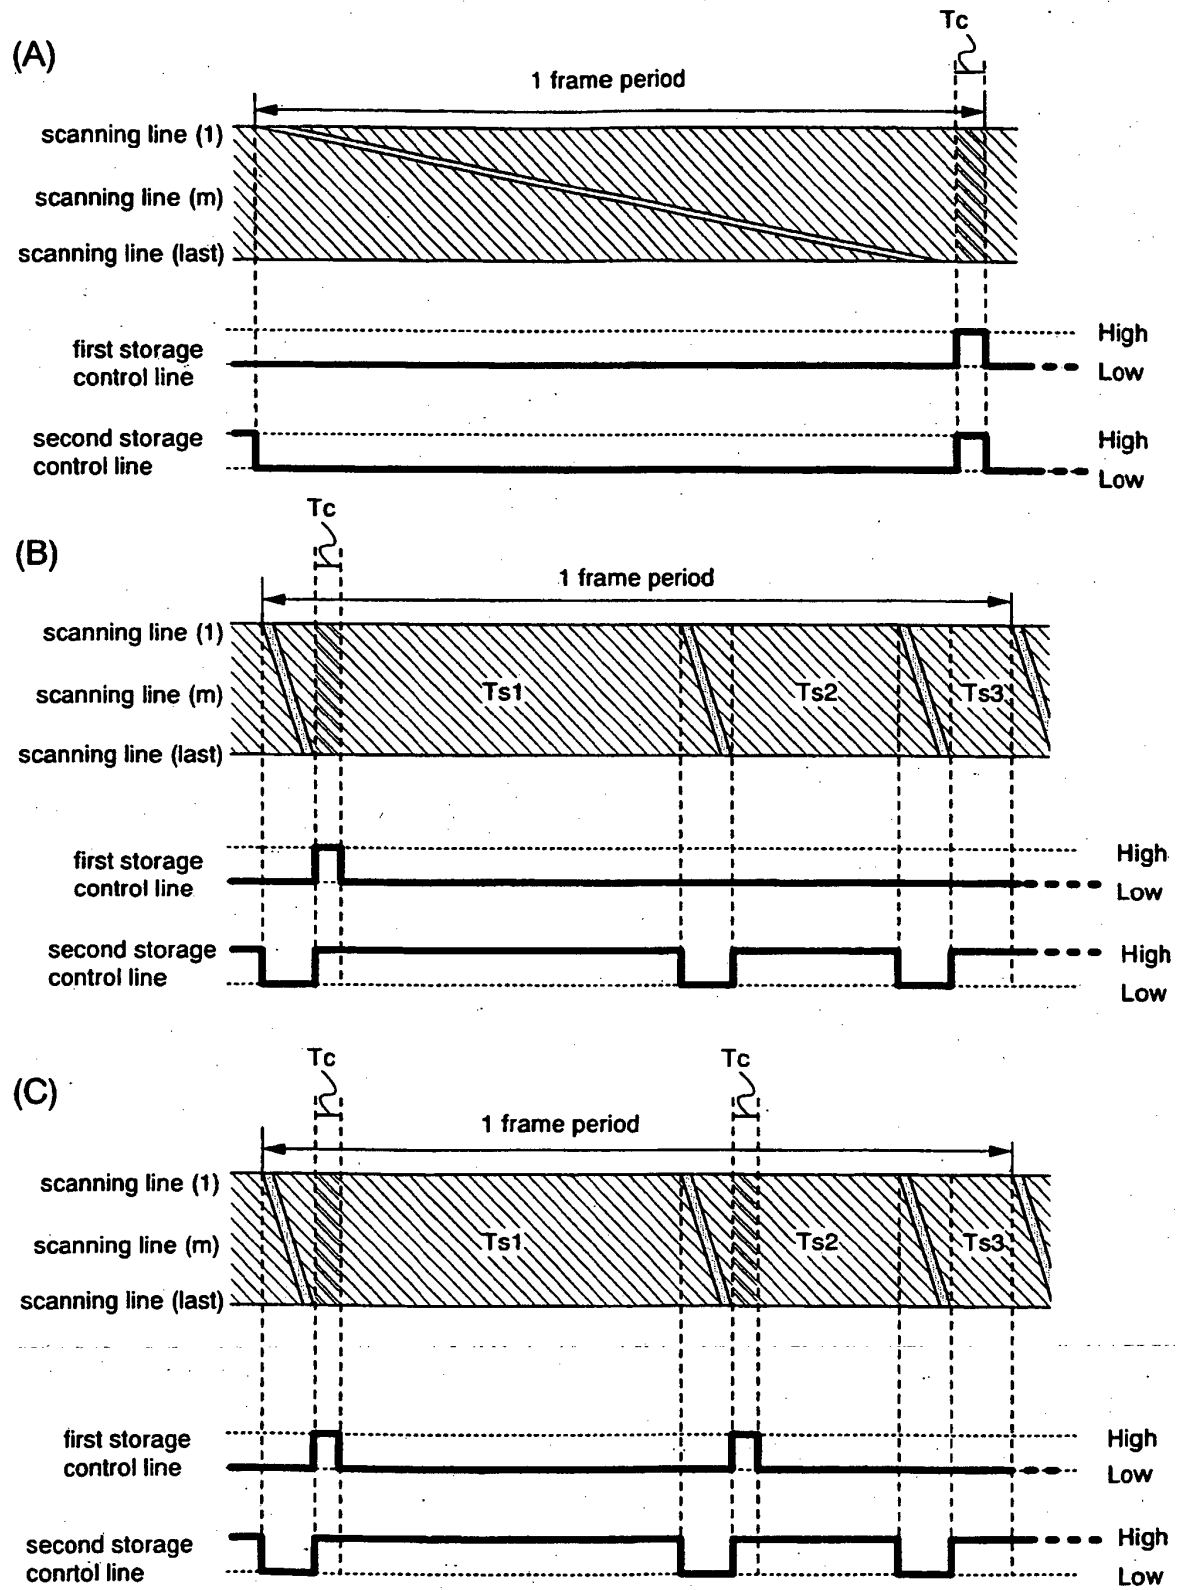 Tc
(A)
1 frame period
scanning line (1)
scanning line (m)
scanning line (last)
High
first storage
control line
Low
second storage
control line
High
Low
Tc
(B)
1 frame period
scanning line (1)
scanning line (m)
Ts1
Ts2
Ts3
scanning line (last)
first storage
control line
High
Low
second storage
control line
High
Low
Tc
Tc
(C)
1 frame period
scanning line (1)
scanning line (m)
Ts1
Ts2
Ts3
scanning line (last)
first storage
control line
High
Low
second storage
conrtol line
High
Low